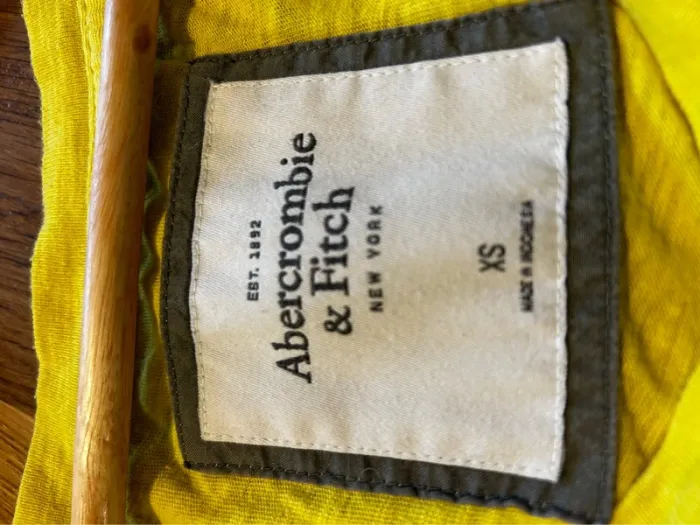 EST. 1892
Abercrombie
& Fitch
NEW YORK
XS
MADE IN INDONESIA